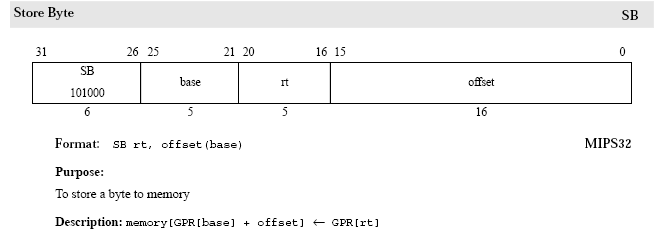 Store Byte SB
31 26 25 21 20 16 15 0
SB
101000 base rt offset
6 5 5 16
Format: SB rt, offset(base) MIPS32
Purpose:
To store a byte to memory
Description: memory[GPR[base] + offset] ← GPR[rt]